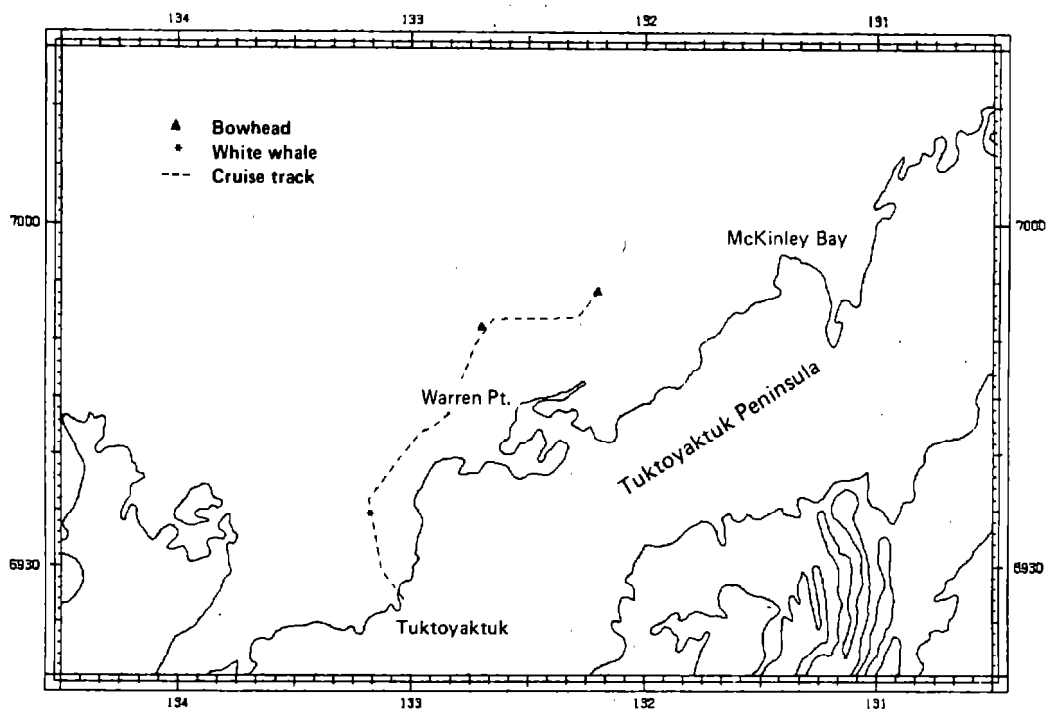 134 133 132 131
Bowhead
White whale
Cruise track
7000 7000
McKinley Bay
Warren Pt.
Tuktoyaktuk Peninsula
6930 6930
Tuktoyaktuk
134 133 132 131